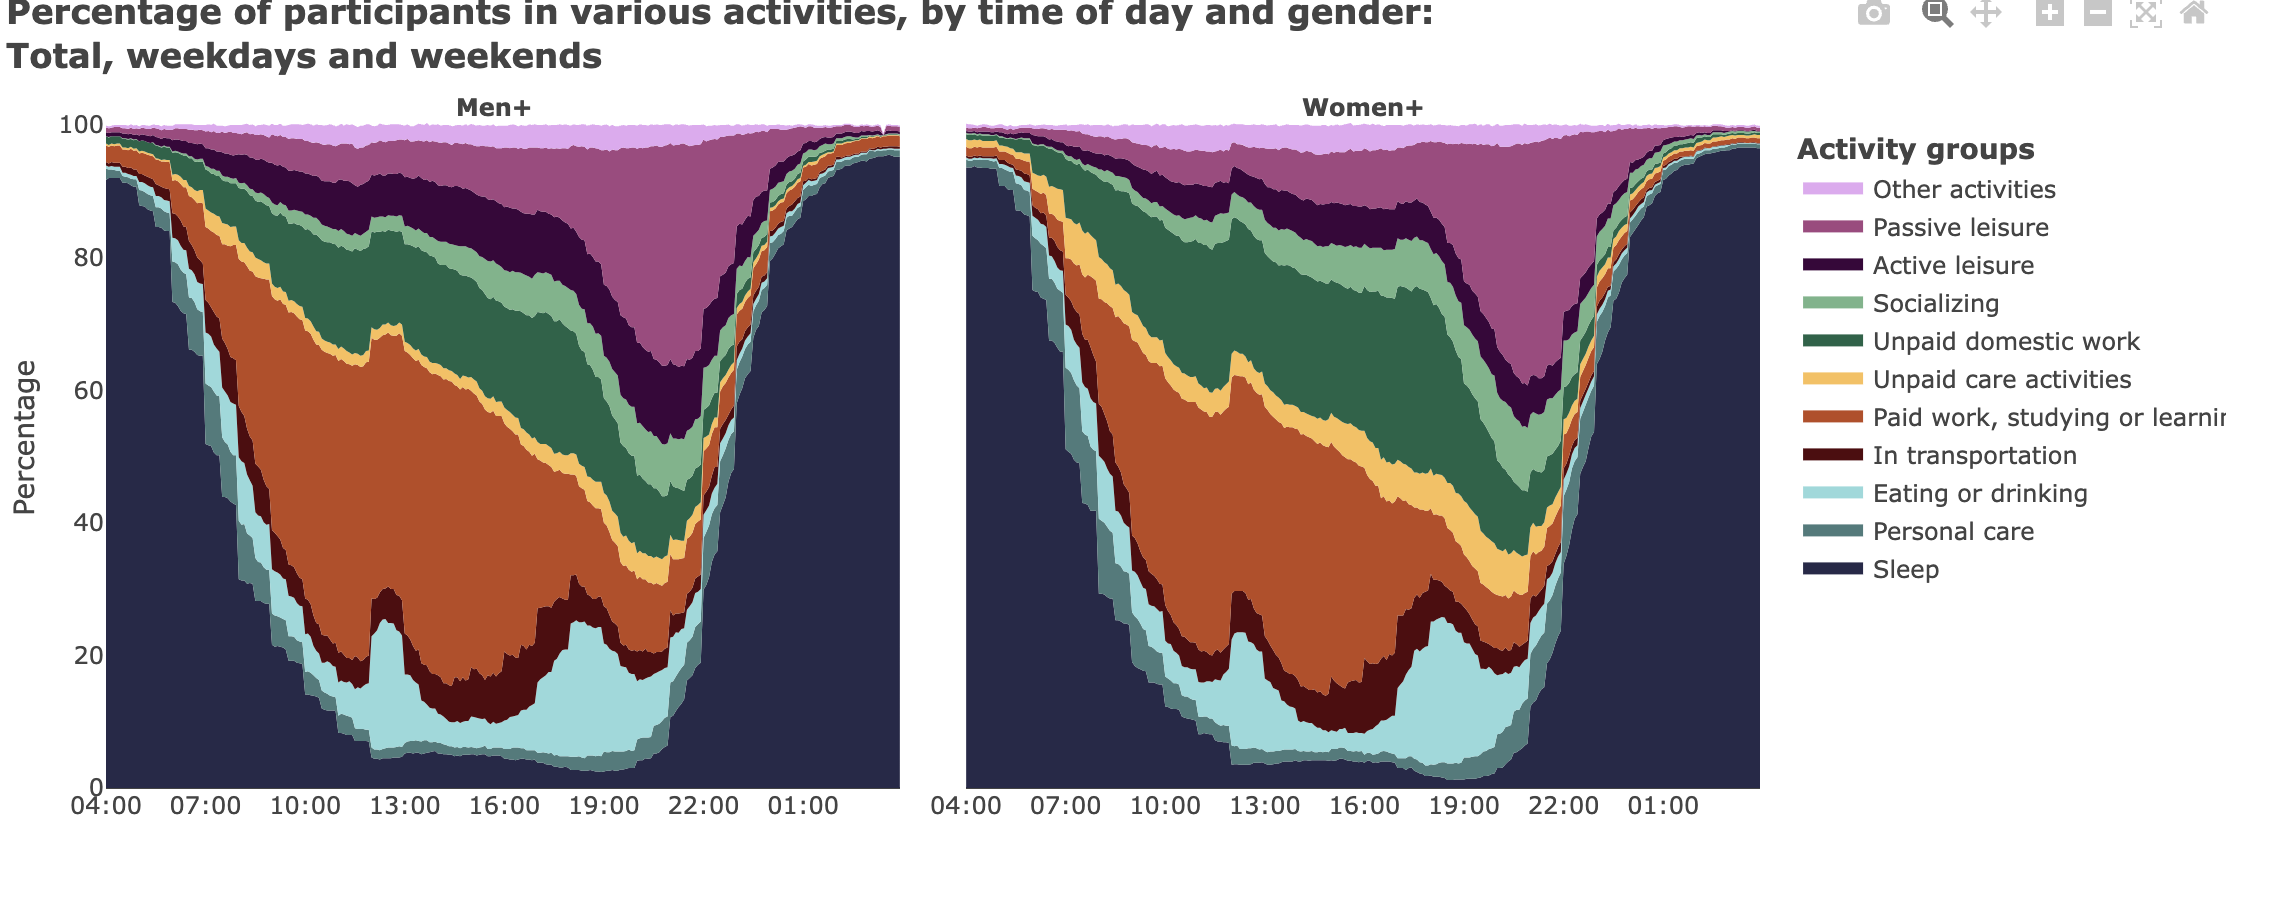 Percentage of participants in various activities, by time of day and gender:
Total, weekdays and weekends
Men+
Women+
Percentage
100
80
60
40
20
0
04:00 07:00 10:00 13:00 16:00 19:00 22:00 01:00
04:00 07:00 10:00 13:00 16:00 19:00 22:00 01:00
Activity groups
Other activities
Passive leisure
Active leisure
Socializing
Unpaid domestic work
Unpaid care activities
Paid work, studying or learnin
In transportation
Eating or drinking
Personal care
Sleep